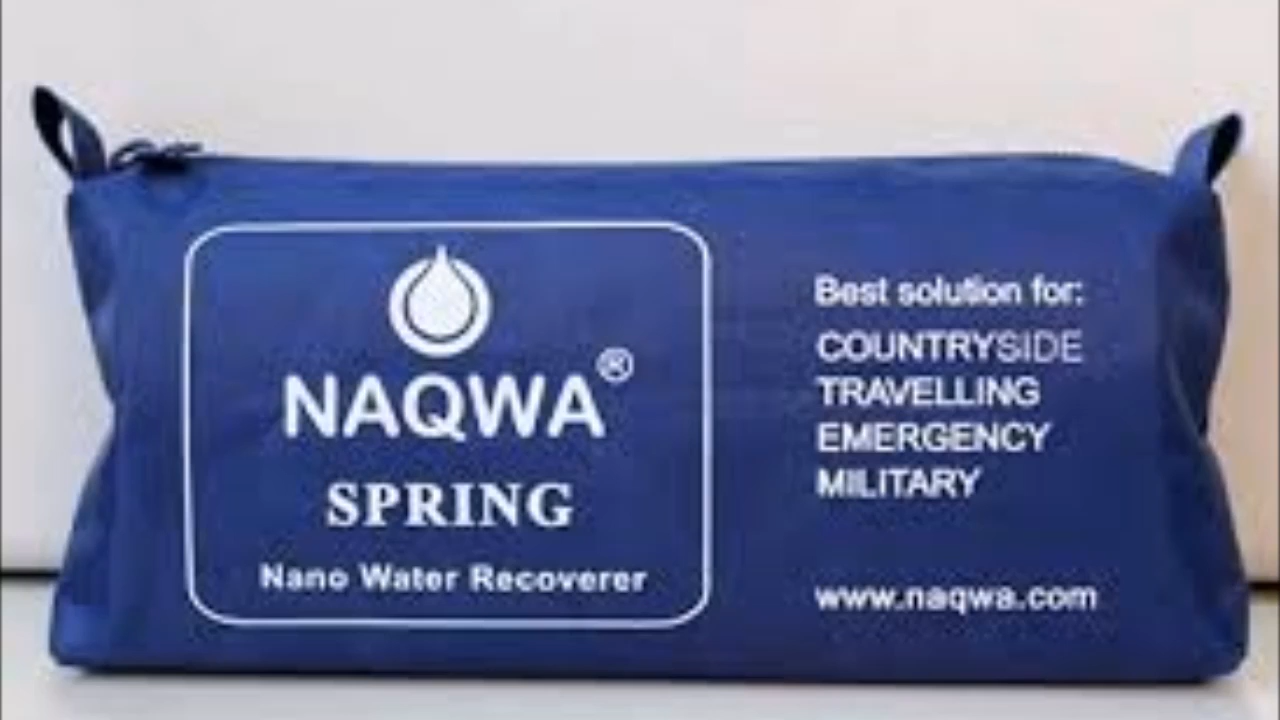 NAQWA®
SPRING
Nano Water Recoverer
Best solution for:
COUNTRYSIDE
TRAVELLING
EMERGENCY
MILITARY
www.naqwa.com